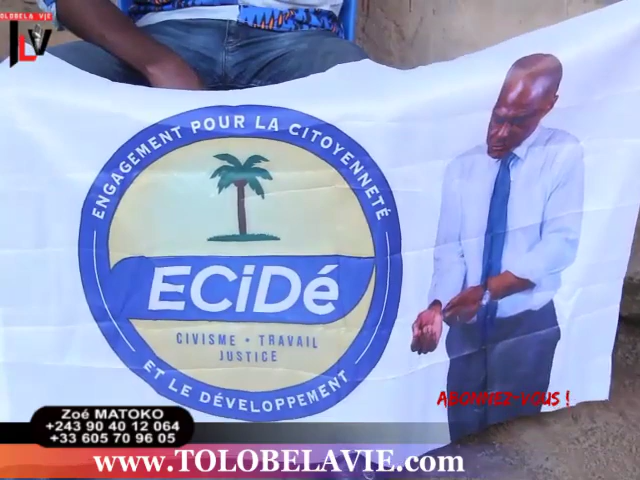 TOLOBELA VIE
LV
ENGAGEMENT POUR LA CITOYENNETÉ
ECiDé
CIVISME • TRAVAIL
JUSTICE
ET LE DÉVELOPPEMENT
ABONNEZ-VOUS !
Zoé MATOKO
+243 90 40 12 064
+33 605 70 96 05
www.TOLOBELAVIE.com